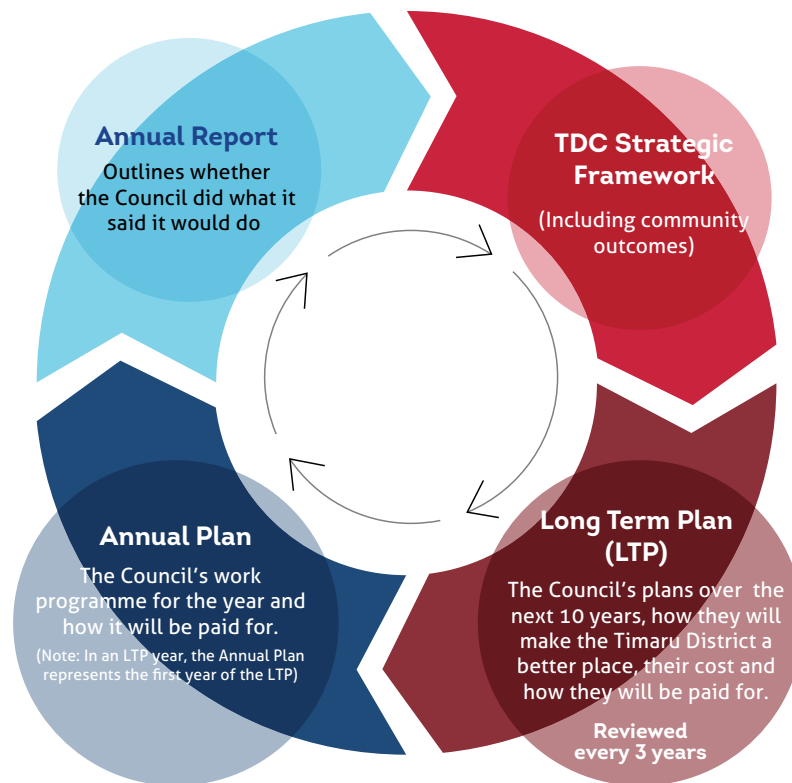 Annual Report
Outlines whether
the Council did what it
said it would do
TDC Strategic
Framework
(Including community
outcomes)
Long Term Plan
(LTP)
The Council’s plans over the
next 10 years, how they will
make the Timaru District a
better place, their cost and
how they will be paid for.
Reviewed
every 3 years
Annual Plan
The Council’s work
programme for the year and
how it will be paid for.
(Note: In an LTP year, the Annual Plan
represents the first year of the LTP)